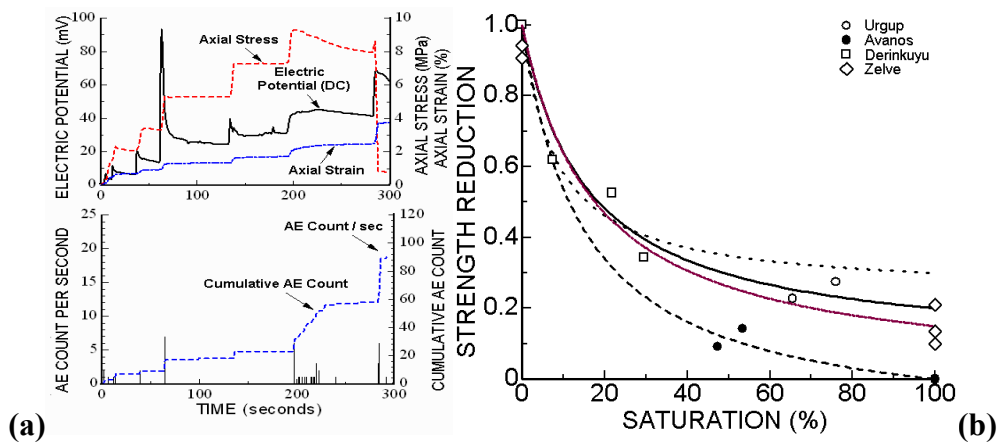 100
80
60
40
20
0
ELECTRIC POTENTIAL (mV)
Axial Stress
Electric
Potential (DC)
Axial Strain
10
8
6
4
2
0
AXIAL STRESS (MPa)
AXIAL STRAIN (%)
0
100
200
300
25
20
15
10
5
0
AE COUNT PER SECOND
AE Count / sec
Cumulative AE Count
120
100
80
60
40
20
0
CUMULATIVE AE COUNT
0
100
200
300
TIME (seconds)
(a)
1.0
0.8
0.6
0.4
0.2
0
STRENGTH REDUCTION
Urgup
Avanos
Derinkuyu
Zelve
0
20
40
60
80
100
SATURATION (%)
(b)